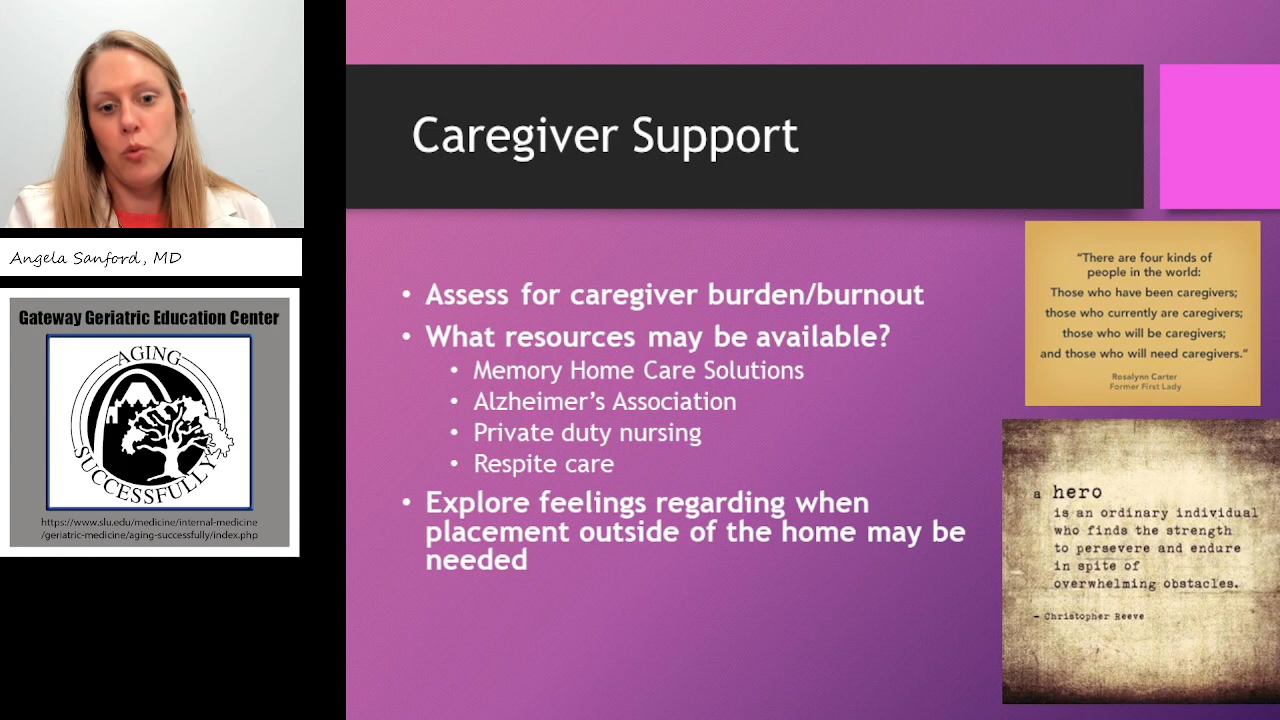 Caregiver Support
Angela Sanford, MD
Gateway Geriatric Education Center
AGING
SUCCESSFULLY
https://www.slu.edu/medicine/internal-medicine
/geriatric-medicine/aging-successfully/index.php
• Assess for caregiver burden/burnout
• What resources may be available?
• Memory Home Care Solutions
• Alzheimer’s Association
• Private duty nursing
• Respite care
• Explore feelings regarding when
placement outside of the home may be
needed
“There are four kinds of
people in the world:
Those who have been caregivers;
those who currently are caregivers;
those who will be caregivers;
and those who will need caregivers.”
Rosalynn Carter
Former First Lady
a hero
is an ordinary individual
who finds the strength
to persevere and endure
in spite of
overwhelming obstacles.
– Christopher Reeve